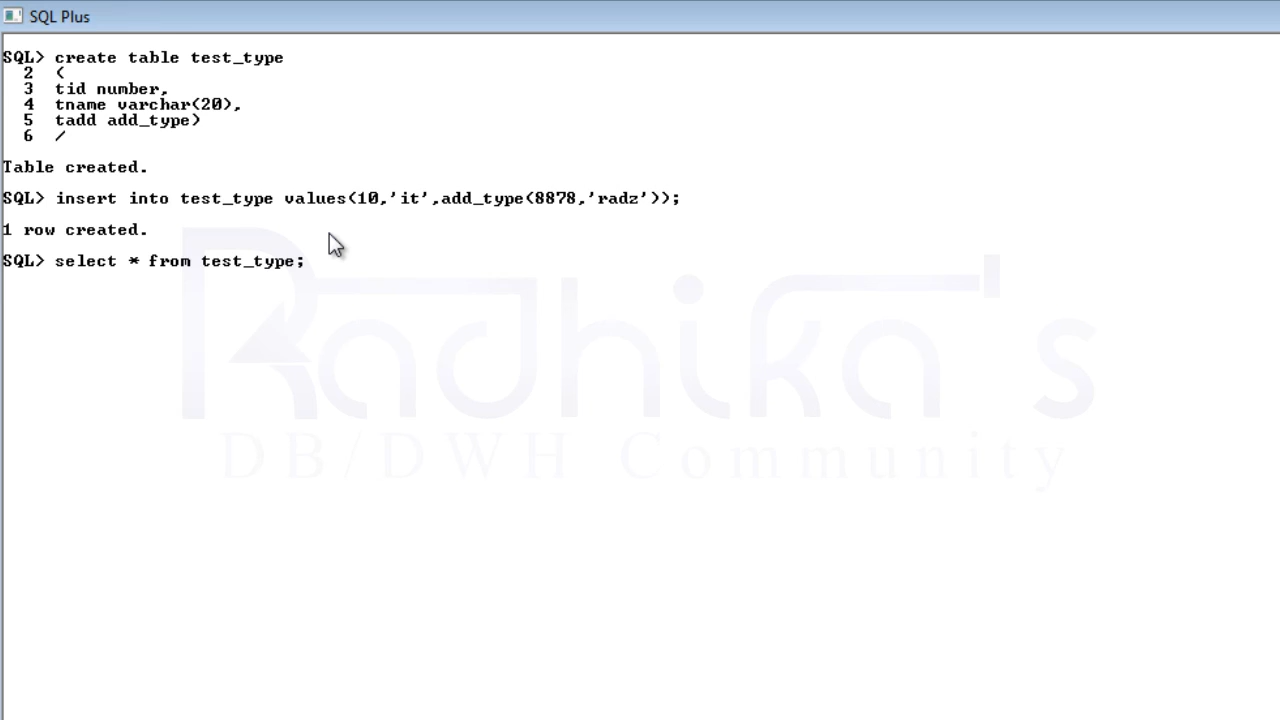 SQL Plus
SQL> create table test_type
2 (
3 tid number,
4 tname varchar(20),
5 tadd add_type)
6 /
Table created.
SQL> insert into test_type values(10,'it',add_type(8878,'radz'));
1 row created.
SQL> select * from test_type;
Radhika's
DB/DWH Community